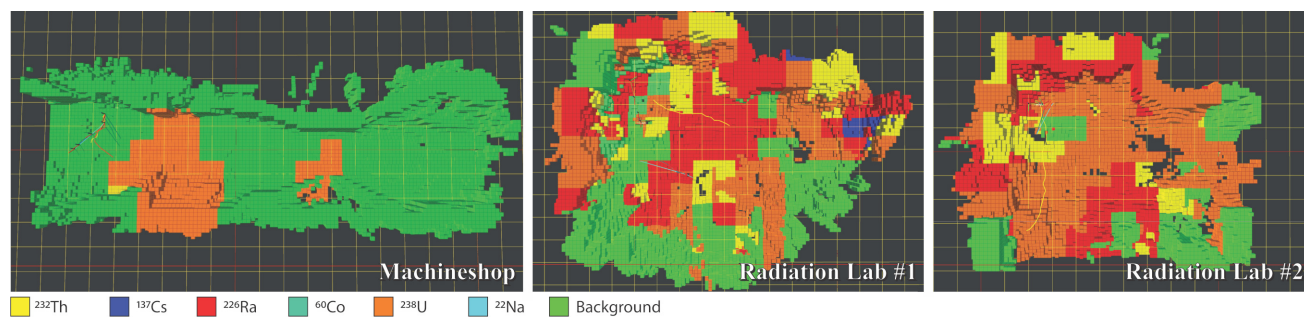 Machineshop
Radiation Lab #1
Radiation Lab #2
²³²Th ¹³⁷Cs ²²⁶Ra ⁶⁰Co ²³⁸U ²²Na Background